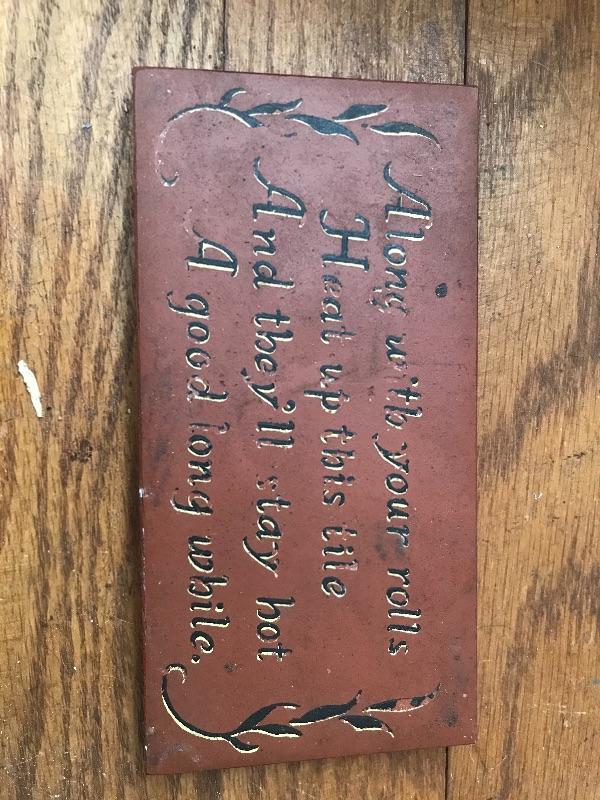 Along with your rolls
Heat up this tile
And they'll stay hot
A good long while.